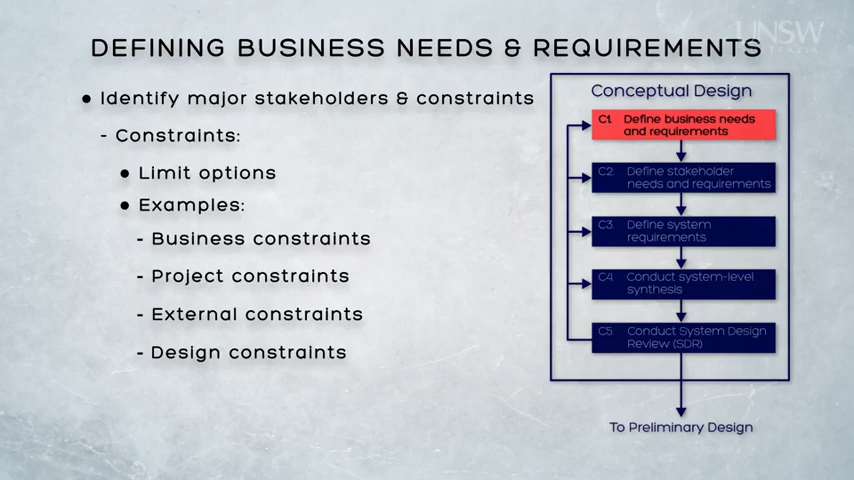 UNSW
DEFINING BUSINESS NEEDS & REQUIREMENTS
● Identify major stakeholders & constraints
- Constraints:
● Limit options
● Examples:
- Business constraints
- Project constraints
- External constraints
- Design constraints
Conceptual Design
C1. Define business needs
and requirements
C2. Define stakeholder
needs and requirements
C3. Define system
requirements
C4. Conduct system-level
synthesis
C5. Conduct System Design
Review (SDR)
To Preliminary Design